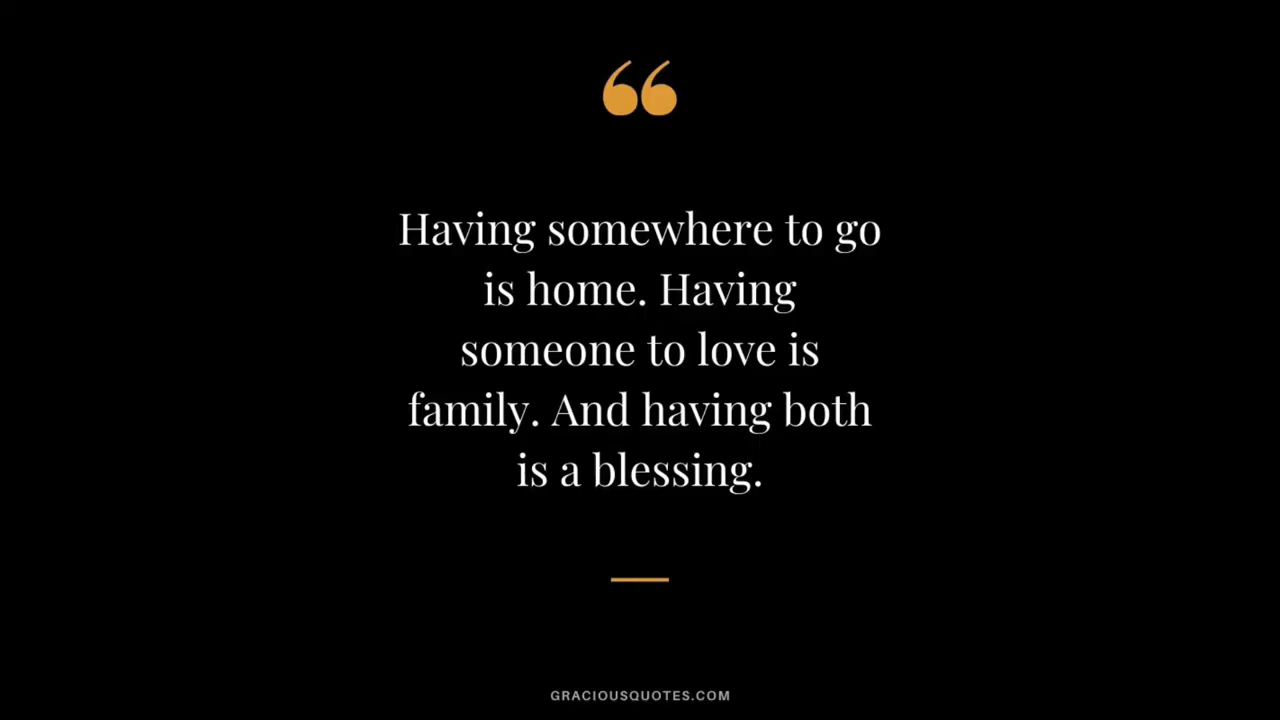 “
Having somewhere to go
is home. Having
someone to love is
family. And having both
is a blessing.
GRACIOUSQUOTES.COM